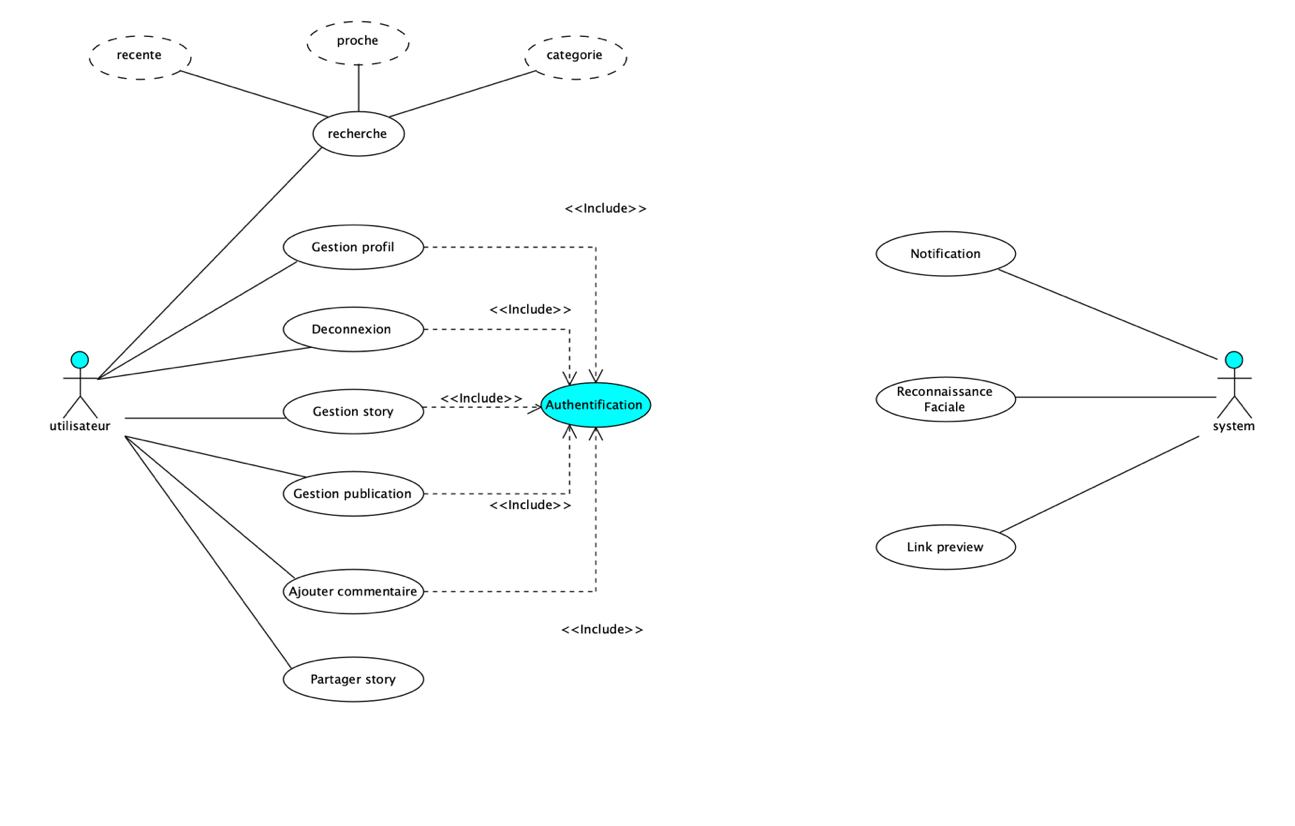 proche
recente
categorie
recherche
<<Include>>
Gestion profil
Notification
<<Include>>
Deconnexion
Reconnaissance
Faciale
<<Include>>
Authentification
Gestion story
utilisateur
system
Gestion publication
<<Include>>
Link preview
Ajouter commentaire
<<Include>>
Partager story